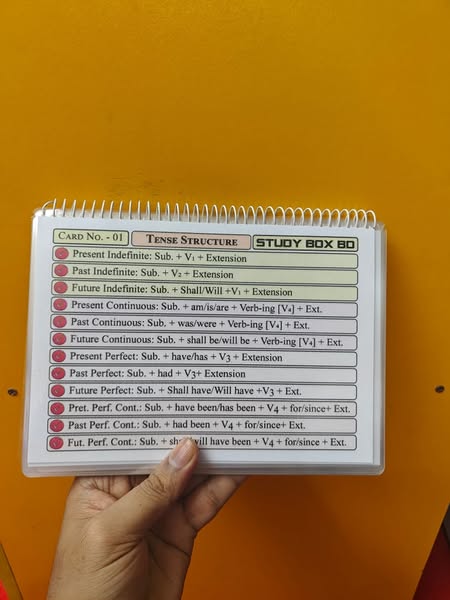 CARD NO. - 01 TENSE STRUCTURE STUDY BOX BD
Present Indefinite: Sub. + V1 + Extension
Past Indefinite: Sub. + V2 + Extension
Future Indefinite: Sub. + Shall/Will +V1 + Extension
Present Continuous: Sub. + am/is/are + Verb-ing [V4] + Ext.
Past Continuous: Sub. + was/were + Verb-ing [V4] + Ext.
Future Continuous: Sub. + shall be/will be + Verb-ing [V4] + Ext.
Present Perfect: Sub. + have/has + V3 + Extension
Past Perfect: Sub. + had + V3+ Extension
Future Perfect: Sub. + Shall have/Will have +V3 + Ext.
Pret. Perf. Cont.: Sub. + have been/has been + V4 + for/since+ Ext.
Past Perf. Cont.: Sub. + had been + V4 + for/since+ Ext.
Fut. Perf. Cont.: Sub. + will have been + V4 + for/since + Ext.